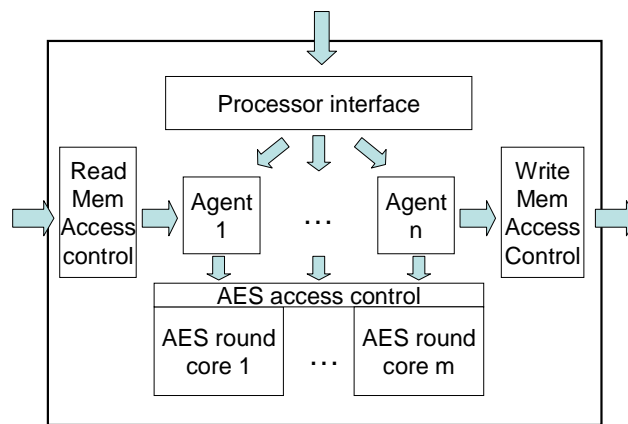 Processor interface
Read
Mem
Access
control
Agent
1
...
Agent
n
Write
Mem
Access
Control
AES access control
AES round
core 1
...
AES round
core m